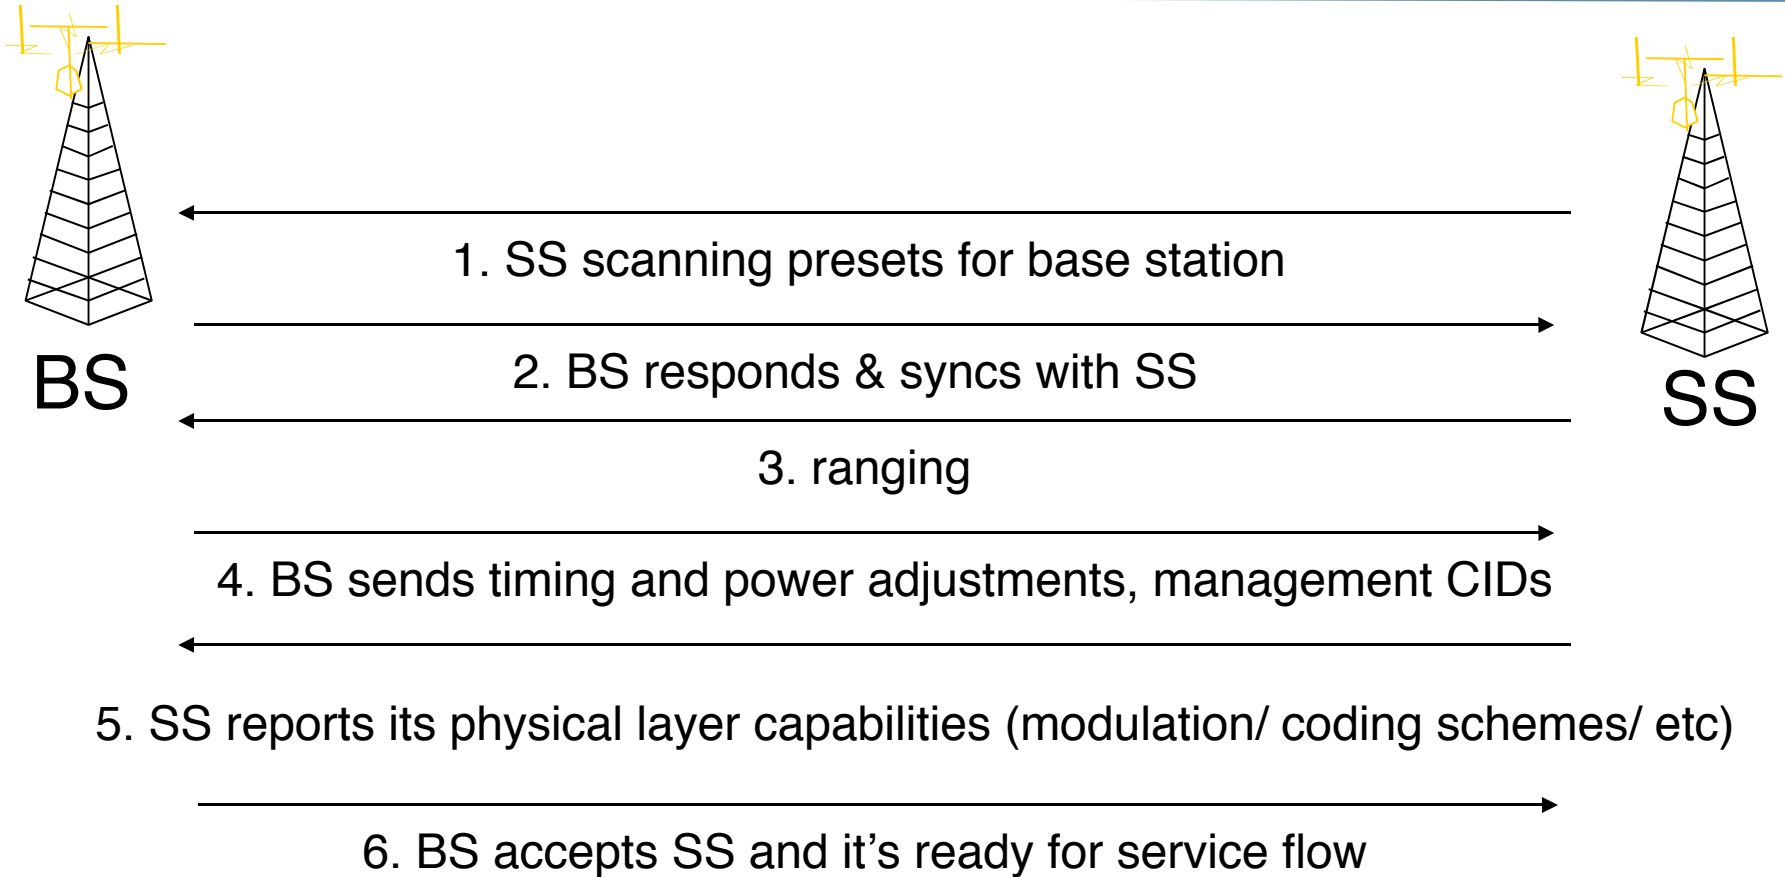 1. SS scanning presets for base station
2. BS responds & syncs with SS
BS
SS
3. ranging
4. BS sends timing and power adjustments, management CIDs
5. SS reports its physical layer capabilities (modulation/ coding schemes/ etc)
6. BS accepts SS and it's ready for service flow